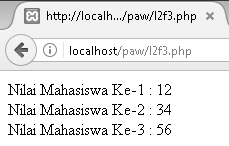 http://localh.../paw/l2f3.php
localhost/paw/l2f3.php
Nilai Mahasiswa Ke-1 : 12
Nilai Mahasiswa Ke-2 : 34
Nilai Mahasiswa Ke-3 : 56